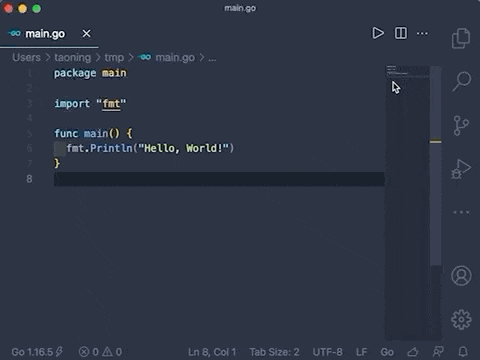 main.go
main.go
Users > taoning > tmp > main.go > ...
1 package main
2
3 import "fmt"
4
5 func main() {
6 fmt.Println("Hello, World!")
7 }
8
Go 1.16.5 0 0 Ln 8, Col 1 Tab Size: 2 UTF-8 LF Go